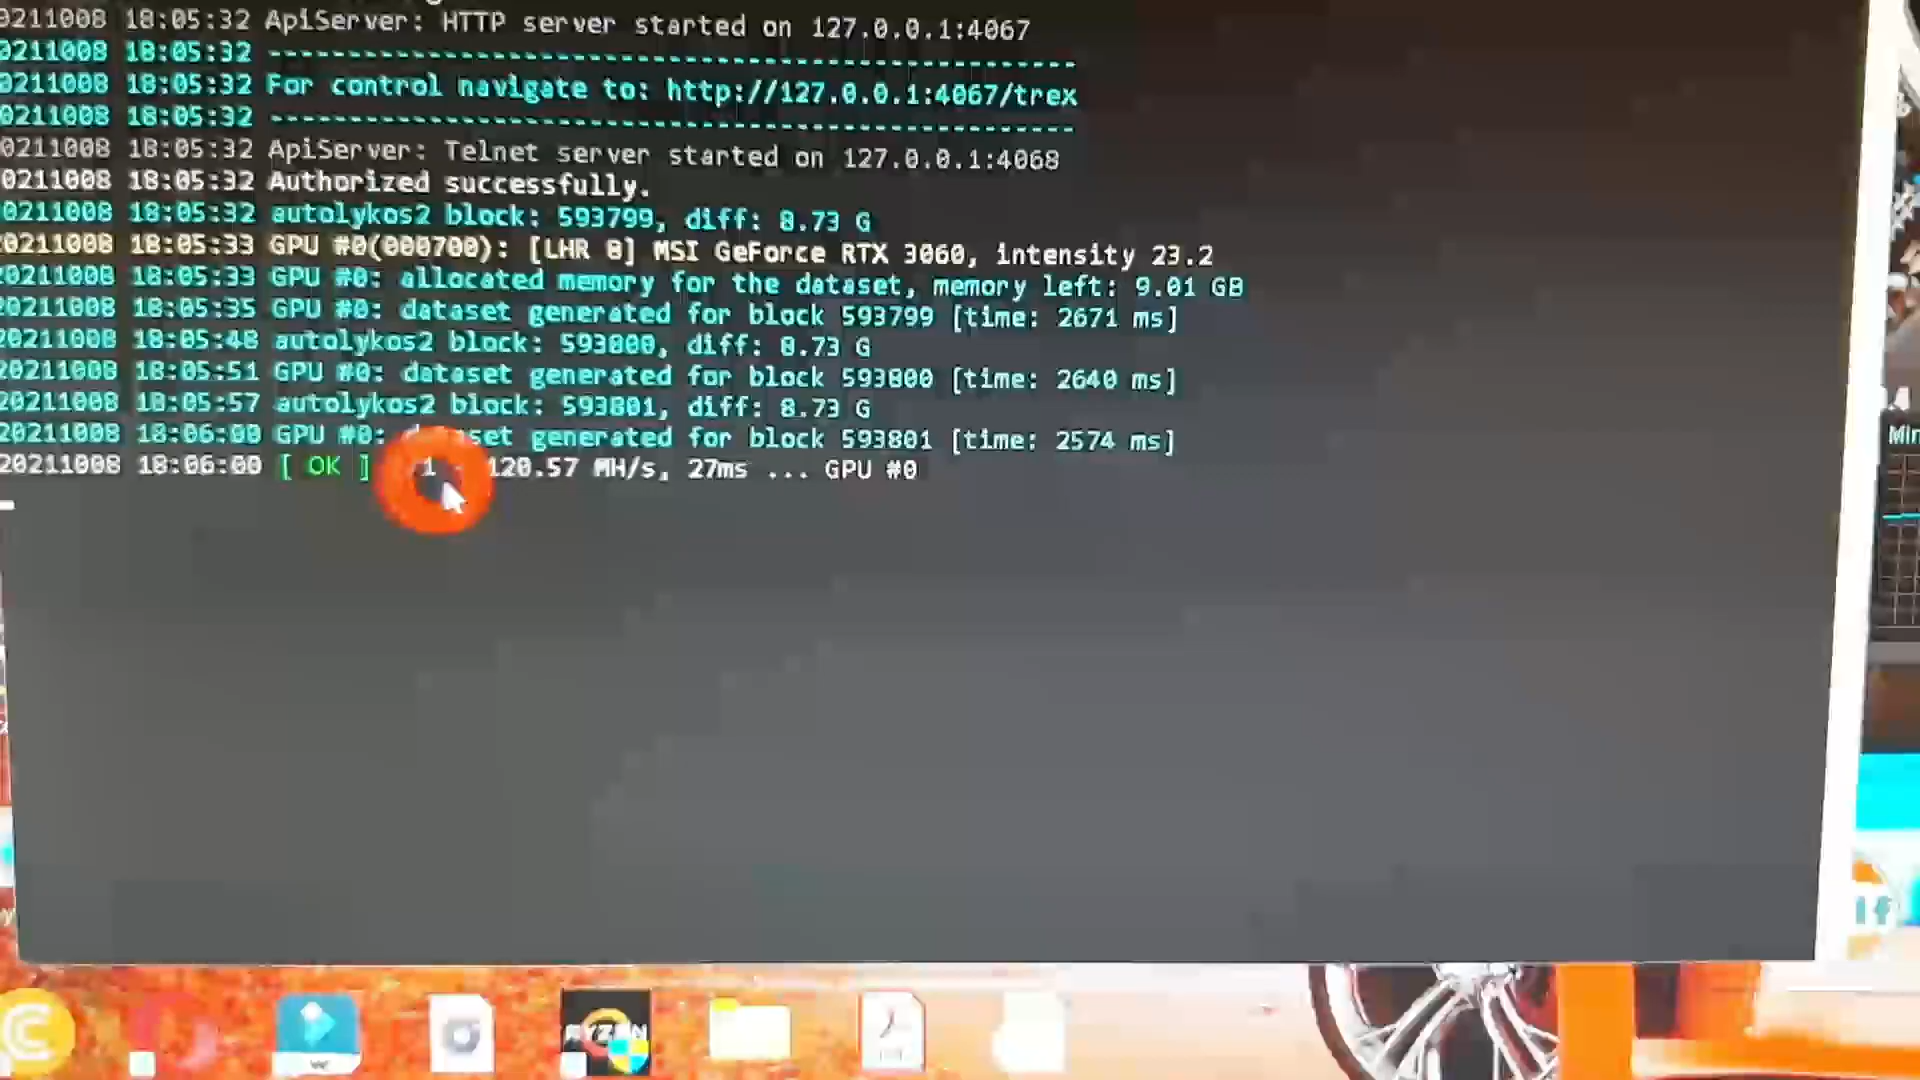 0211008 18:05:32 ApiServer: HTTP server started on 127.0.0.1:4067
0211008 18:05:32 --------------------------------------------------
0211008 18:05:32 For control navigate to: http://127.0.0.1:4067/trex
0211008 18:05:32 --------------------------------------------------
0211008 18:05:32 ApiServer: Telnet server started on 127.0.0.1:4068
0211008 18:05:32 Authorized successfully.
0211008 18:05:32 autolykos2 block: 593799, diff: 8.73 G
0211008 18:05:33 GPU #0(000700): [LHR 8] MSI GeForce RTX 3060, intensity 23.2
20211008 18:05:33 GPU #0: allocated memory for the dataset, memory left: 9.01 GB
20211008 18:05:35 GPU #0: dataset generated for block 593799 [time: 2671 ms]
20211008 18:05:48 autolykos2 block: 593800, diff: 8.73 G
20211008 18:05:51 GPU #0: dataset generated for block 593800 [time: 2640 ms]
20211008 18:05:57 autolykos2 block: 593801, diff: 8.73 G
20211008 18:06:00 GPU #0: dataset generated for block 593801 [time: 2574 ms]
20211008 18:06:00 [ OK ] 1 - 120.57 MH/s, 27ms ... GPU #0
Min
RYZEN